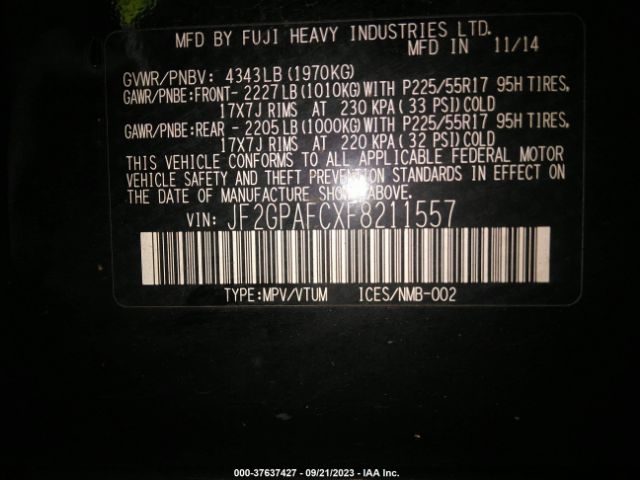 MFD BY FUJI HEAVY INDUSTRIES LTD.
MFD IN 11/14
GVWR/PNBV: 4343LB(1970KG)
GAWR/PNBE:FRONT- 2227LB(1010KG)WITH P225/55R17 95H TIRES,
17X7J RIMS AT 230 KPA( 33 PSI)COLD
GAWR/PNBE:REAR - 2205LB(1000KG)WITH P225/55R17 95H TIRES,
17X7J RIMS AT 220 KPA( 32 PSI)COLD
THIS VEHICLE CONFORMS TO ALL APPLICABLE FEDERAL MOTOR
VEHICLE SAFETY AND THEFT PREVENTION STANDARDS IN EFFECT ON
THE DATE OF MANUFACTURE SHOWN ABOVE.
VIN: JF2GPAFCXF8211557
TYPE:MPV/VTUM ICES/NMB-002
000-37637427 - 09/21/2023 - IAA Inc.